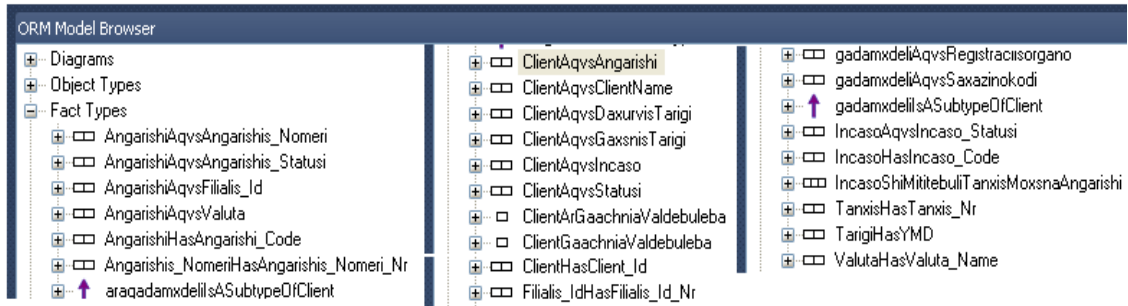 ORM Model Browser
Diagrams
Object Types
Fact Types
AngarishiAqvsAngarishis_Nomeri
AngarishiAqvsAngarishis_Statusi
AngarishiAqvsFilialis_Id
AngarishiAqvsValuta
AngarishiHasAngarishi_Code
Angarishis_NomeriHasAngarishis_Nomeri_Nr
araqadamxdeliIsASubtypeOfClient
ClientAqvsAngarishi
ClientAqvsClientName
ClientAqvsDaxurvisTarigi
ClientAqvsGaxsnisTarigi
ClientAqvsIncaso
ClientAqvsStatusi
ClientArGaachniaValdebuleba
ClientGaachniaValdebuleba
ClientHasClient_Id
Filialis_IdHasFilialis_Id_Nr
gadamxdeliAqvsRegistraciisorgano
gadamxdeliAqvsSaxazinokodi
gadamxdeliIsASubtypeOfClient
IncasoAqvsIncaso_Statusi
IncasoHasIncaso_Code
IncasoShiMititebuliTanxisMoxsnaAngarishi
TanxisHasTanxis_Nr
TarigiHasYMD
ValutaHasValuta_Name